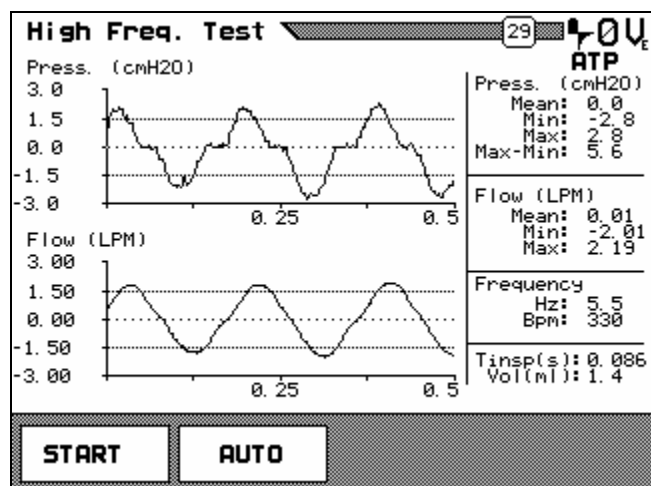 High Freq. Test 29 0 VE
ATP
Press. (cmH2O)
3.0
1.5
0.0
-1.5
-3.0
0.25 0.5
Flow (LPM)
3.00
1.50
0.00
-1.50
-3.00
0.25 0.5
Press. (cmH2O)
Mean: 0.0
Min: -2.8
Max: 2.8
Max-Min: 5.6
Flow (LPM)
Mean: 0.01
Min: -2.01
Max: 2.19
Frequency
Hz: 5.5
Bpm: 330
Tinsp(s): 0.086
Vol(ml): 1.4
START AUTO